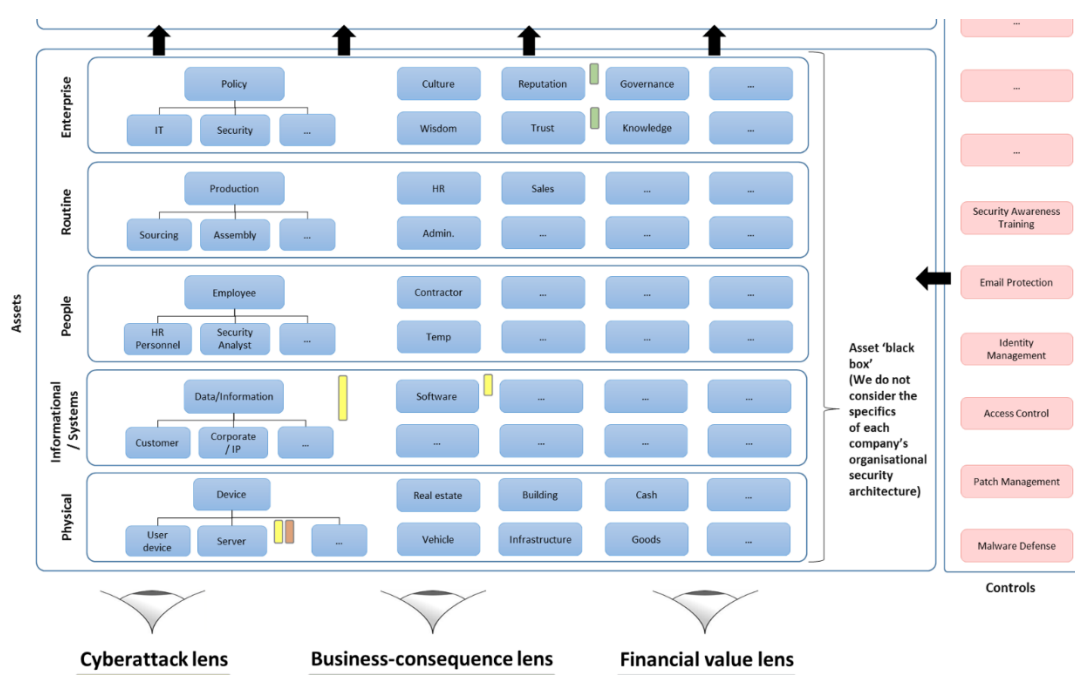 ...
Assets
Enterprise
Policy
IT
Security
...
Culture
Reputation
Governance
...
Wisdom
Trust
Knowledge
...
Routine
Production
Sourcing
Assembly
...
HR
Sales
...
...
Admin.
...
...
...
People
Employee
HR
Personnel
Security
Analyst
...
Contractor
...
...
...
Temp
...
...
...
Informational
/ Systems
Data/Information
Customer
Corporate
/ IP
...
Software
...
...
...
...
...
...
...
Physical
Device
User
device
Server
...
Real estate
Building
Cash
...
Vehicle
Infrastructure
Goods
...
Asset ‘black
box’
(We do not
consider the
specifics
of each
company’s
organisational
security
architecture)
...
...
Security Awareness
Training
Email Protection
Identity
Management
Access Control
Patch Management
Malware Defense
Controls
Cyberattack lens
Business-consequence lens
Financial value lens